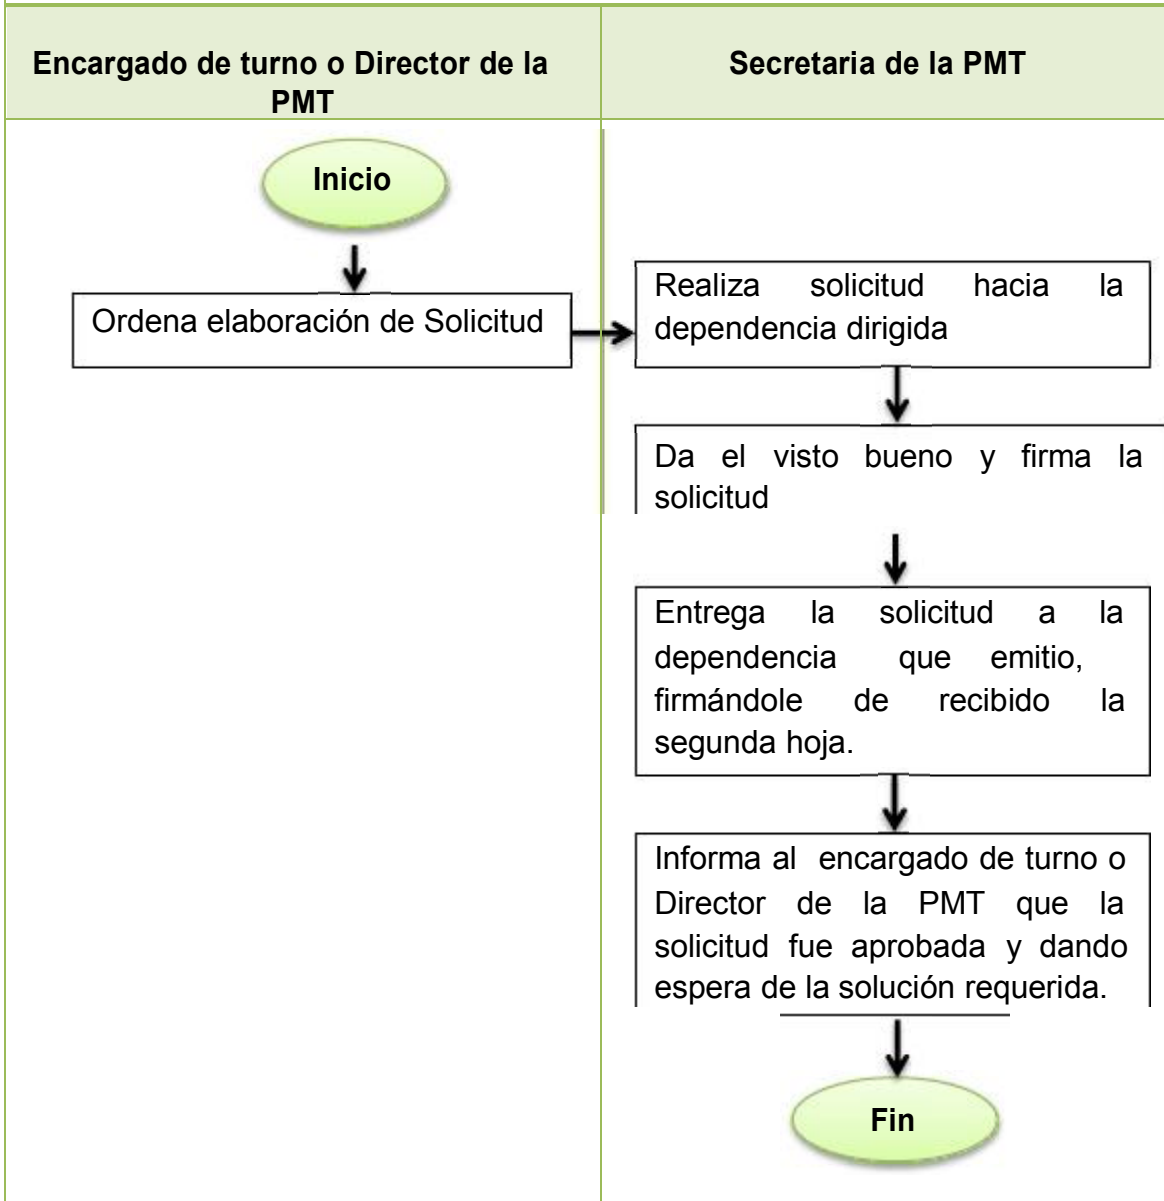 Encargado de turno o Director de la
PMT
Secretaria de la PMT
Inicio
Ordena elaboración de Solicitud
Realiza solicitud hacia la
dependencia dirigida
Da el visto bueno y firma la
solicitud
Entrega la solicitud a la
dependencia que emitio,
firmándole de recibido la
segunda hoja.
Informa al encargado de turno o
Director de la PMT que la
solicitud fue aprobada y dando
espera de la solución requerida.
Fin